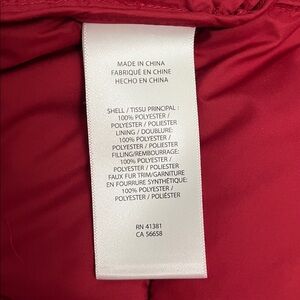 MADE IN CHINA
FABRIQUÉ EN CHINE
HECHO EN CHINA
SHELL / TISSU PRINCIPAL :
100% POLYESTER /
POLYESTER / POLIESTER
LINING / DOUBLURE:
100% POLYESTER /
POLYESTER / POLIESTER
FILLING/REMBOURRAGE:
100% POLYESTER /
POLYESTER / POLIESTER
FAUX FUR TRIM/GARNITURE
EN FOURRURE SYNTHÉTIQUE:
100% POLYESTER /
POLYESTER / POLIÉSTER
RN 41381
CA 56658